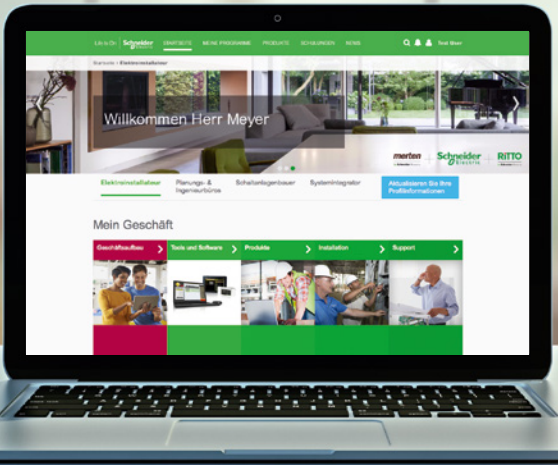 Life Is On Schneider Electric STARTSEITE MEINE PROGRAMME PRODUKTE SCHULUNGEN NEWS
Startseite > Elektroinstallateur
Willkommen Herr Meyer
merten + Schneider Electric + RITTO
Elektroinstallateur Planungs- & Ingenieurbüros Schaltanlagenbauer Systemintegrator Aktualisieren Sie Ihre Profilinformationen
Mein Geschäft
Geschäftsaufbau Tools und Software Produkte Installation Support